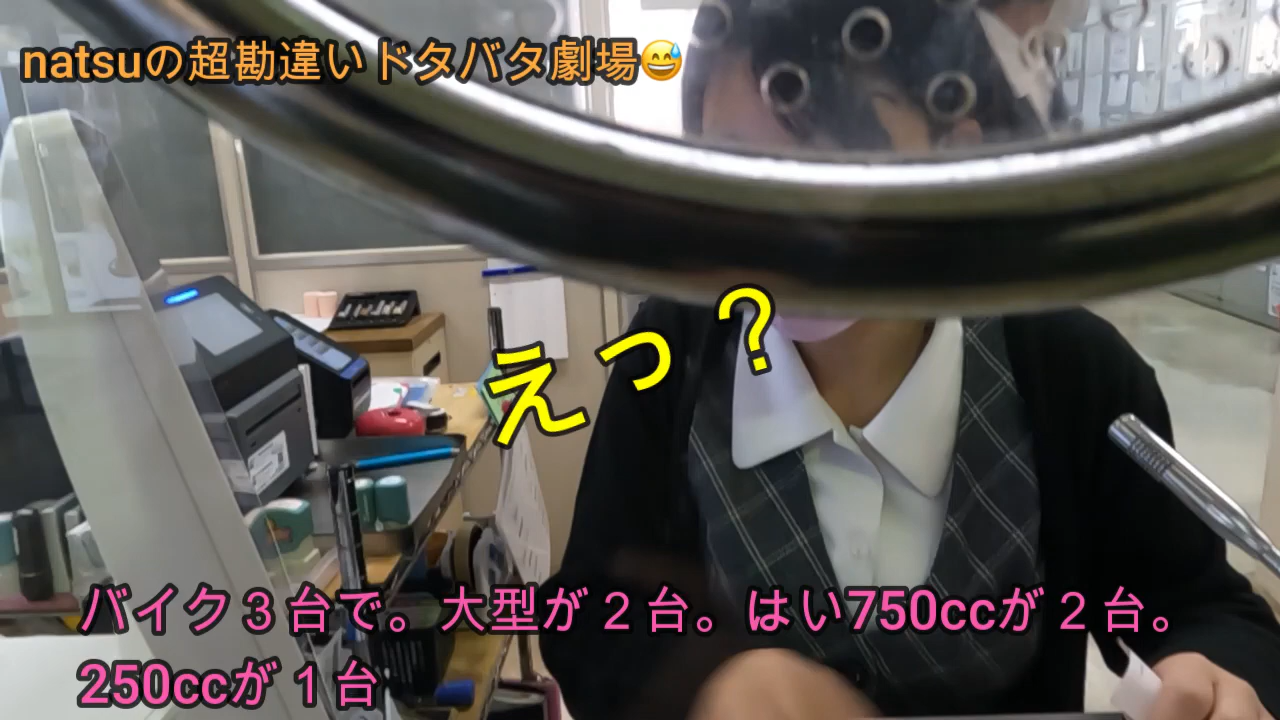 natsuの超勘違いドタバタ劇場😅
えっ？
バイク３台で。大型が２台。はい750ccが２台。
250ccが１台